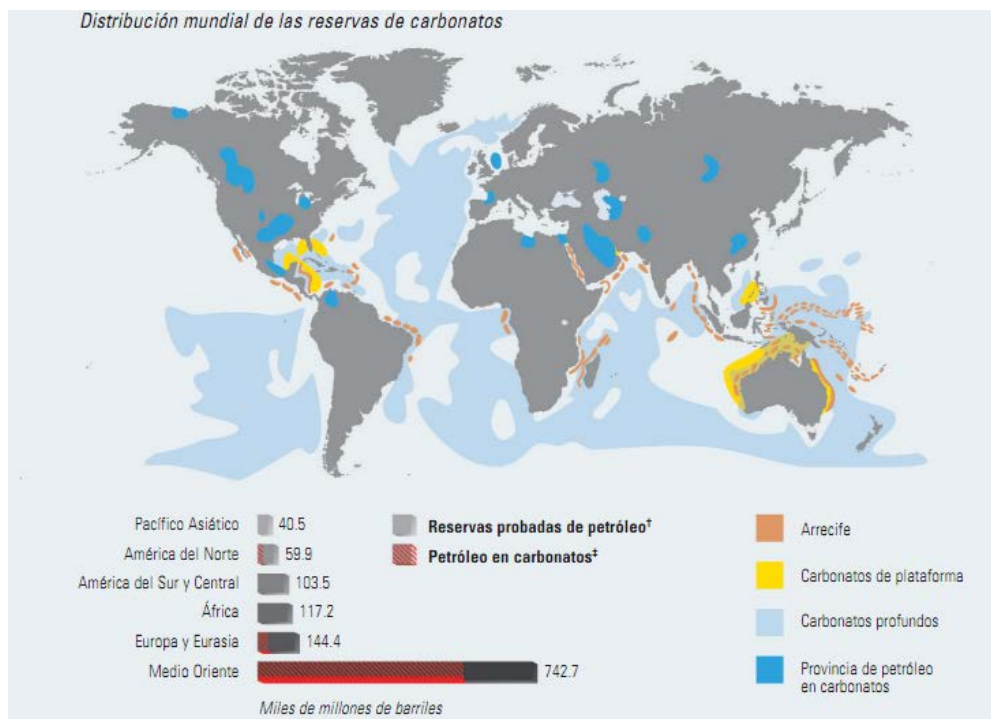 Distribución mundial de las reservas de carbonatos
Pacífico Asiático 40.5
América del Norte 59.9
América del Sur y Central 103.5
África 117.2
Europa y Eurasia 144.4
Medio Oriente 742.7
Miles de millones de barriles
Reservas probadas de petróleo†
Petróleo en carbonatos‡
Arrecife
Carbonatos de plataforma
Carbonatos profundos
Provincia de petróleo
en carbonatos